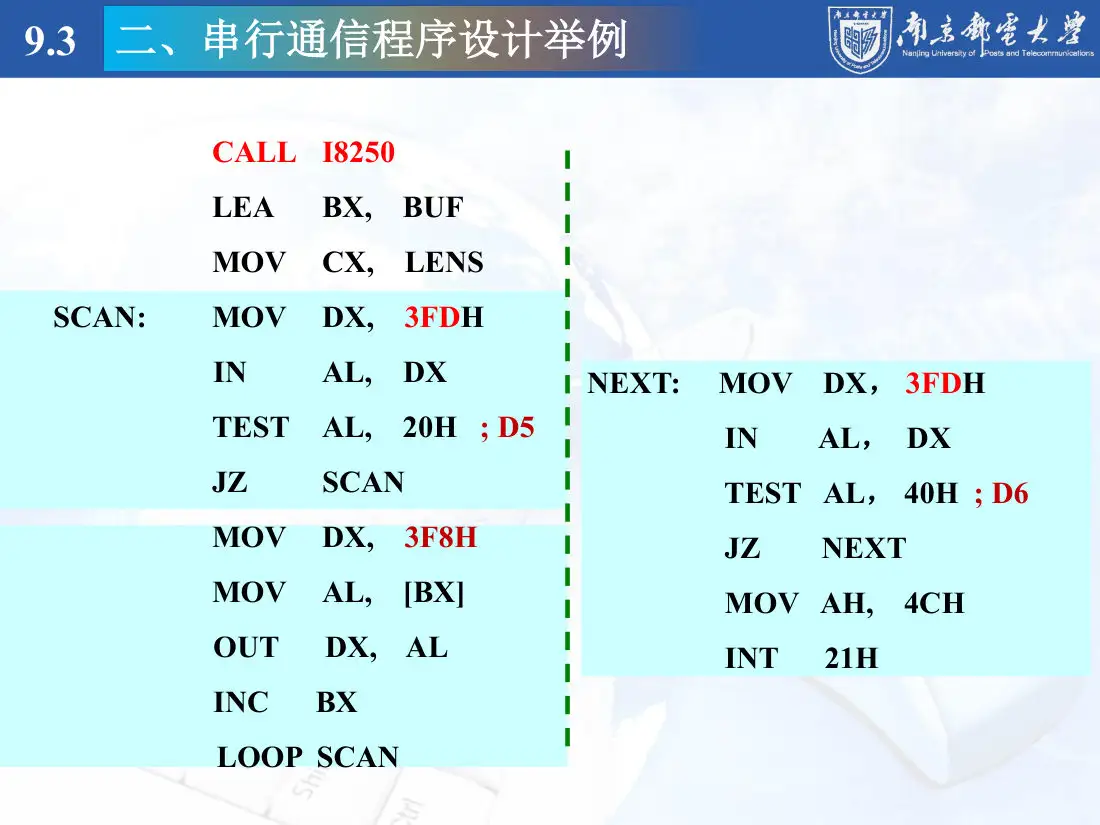 9.3 二、串行通信程序设计举例
南京邮电大学
Nanjing University of Posts and Telecommunications
CALL I8250
LEA BX, BUF
MOV CX, LENS
SCAN: MOV DX, 3FDH
IN AL, DX
TEST AL, 20H ; D5
JZ SCAN
MOV DX, 3F8H
MOV AL, [BX]
OUT DX, AL
INC BX
LOOP SCAN
NEXT: MOV DX， 3FDH
IN AL， DX
TEST AL， 40H ; D6
JZ NEXT
MOV AH, 4CH
INT 21H